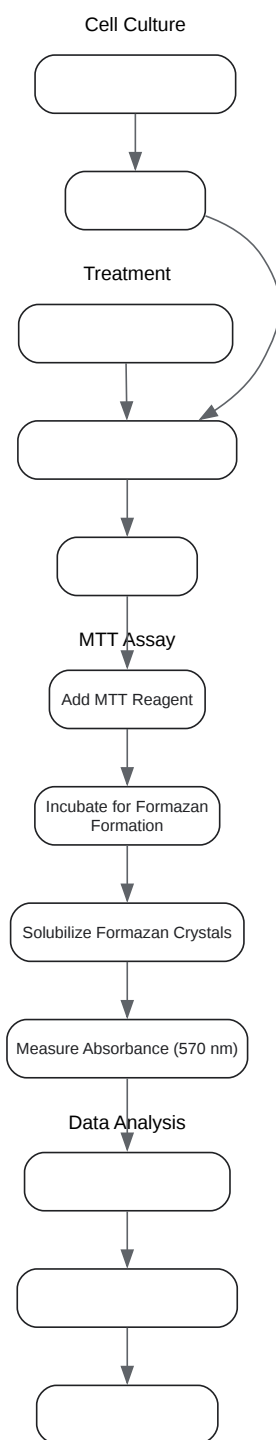 Cell Culture
Treatment
MTT Assay
Add MTT Reagent
Incubate for Formazan
Formation
Solubilize Formazan Crystals
Measure Absorbance (570 nm)
Data Analysis